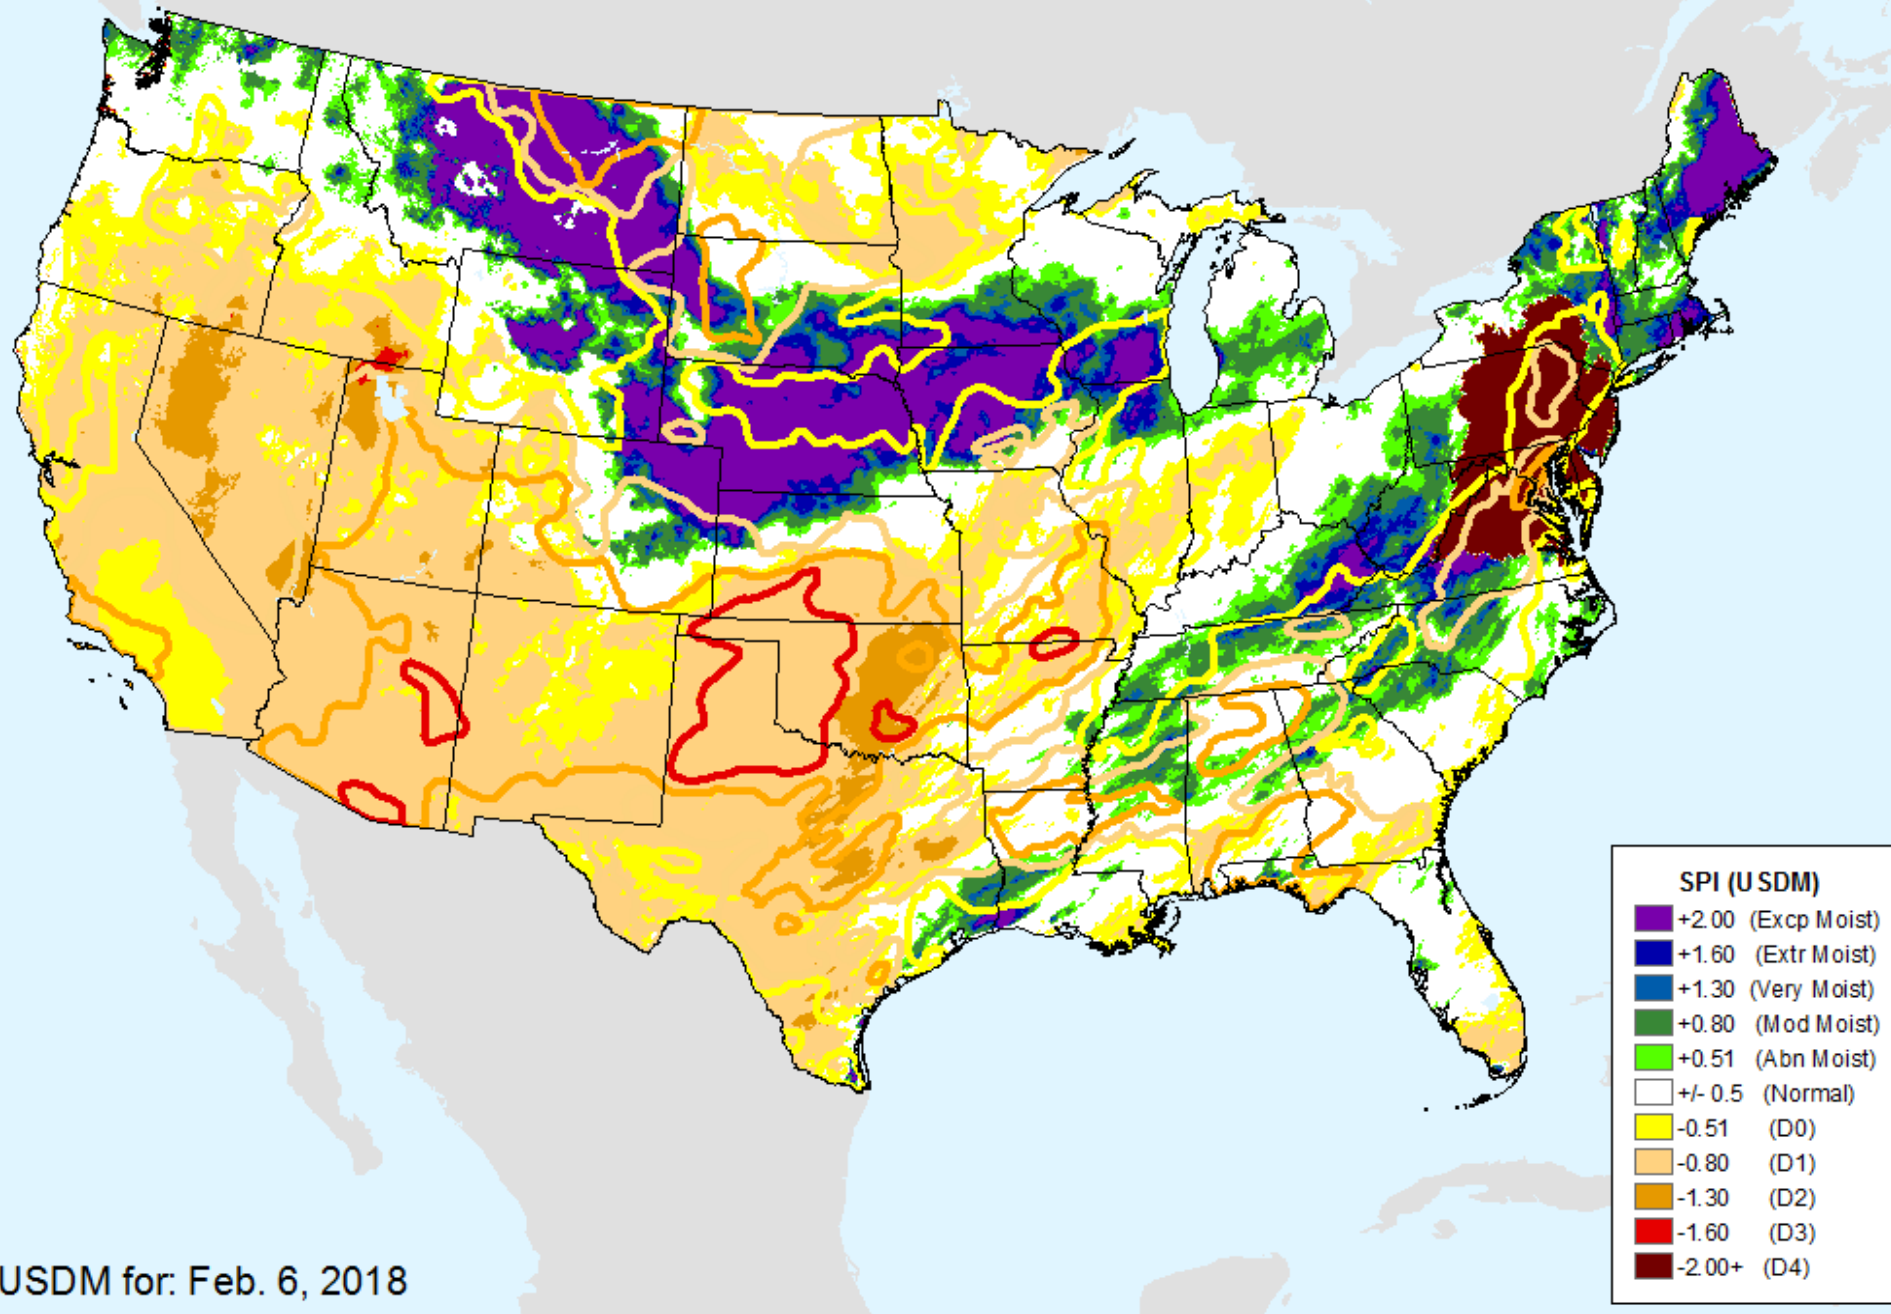 SPI (USDM)
+2.00 (Excp Moist)
+1.60 (Extr Moist)
+1.30 (Very Moist)
+0.80 (Mod Moist)
+0.51 (Abn Moist)
+/- 0.5 (Normal)
-0.51 (D0)
-0.80 (D1)
-1.30 (D2)
-1.60 (D3)
-2.00+ (D4)
USDM for: Feb. 6, 2018